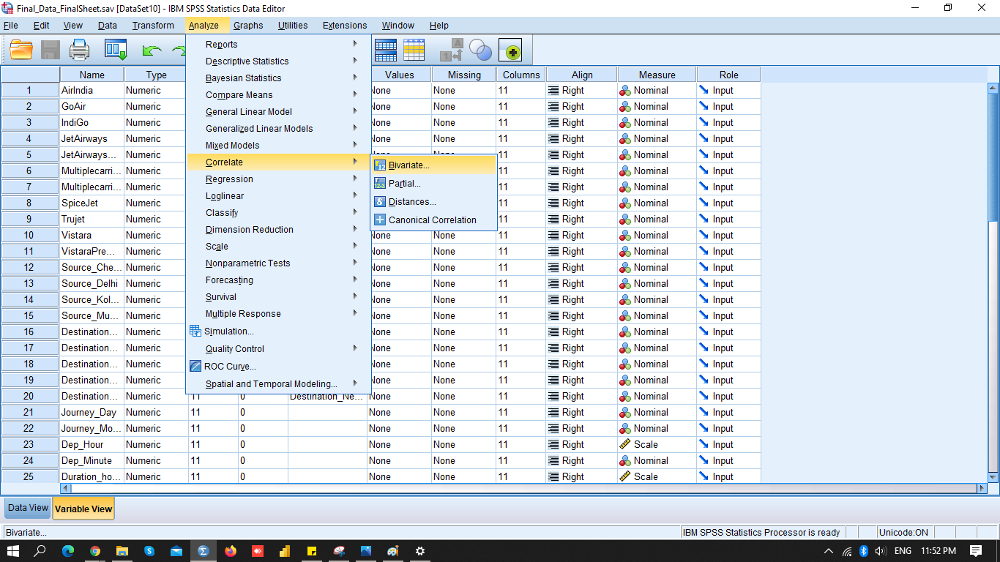 Final_Data_FinalSheet.sav [DataSet10] - IBM SPSS Statistics Data Editor
File Edit View Data Transform Analyze Graphs Utilities Extensions Window Help
Reports
Descriptive Statistics
Bayesian Statistics
Compare Means
General Linear Model
Generalized Linear Models
Mixed Models
Correlate
Regression
Loglinear
Classify
Dimension Reduction
Scale
Nonparametric Tests
Forecasting
Survival
Multiple Response
Simulation...
Quality Control
ROC Curve...
Spatial and Temporal Modeling...
Bivariate...
Partial...
Distances...
Canonical Correlation
Name Type Values Missing Columns Align Measure Role
1 AirIndia Numeric None None 11 Right Nominal Input
2 GoAir Numeric None None 11 Right Nominal Input
3 IndiGo Numeric None None 11 Right Nominal Input
4 JetAirways Numeric None None 11 Right Nominal Input
5 JetAirways... Numeric None None 11 Right Nominal Input
6 Multiplecarri... Numeric 11 Right Nominal Input
7 Multiplecarri... Numeric 11 Right Nominal Input
8 SpiceJet Numeric 11 Right Nominal Input
9 Trujet Numeric 11 Right Nominal Input
10 Vistara Numeric None None 11 Right Nominal Input
11 VistaraPre... Numeric None None 11 Right Nominal Input
12 Source_Che... Numeric None None 11 Right Nominal Input
13 Source_Delhi Numeric None None 11 Right Nominal Input
14 Source_Kol... Numeric None None 11 Right Nominal Input
15 Source_Mu... Numeric None None 11 Right Nominal Input
16 Destination... Numeric None None 11 Right Nominal Input
17 Destination... Numeric None None 11 Right Nominal Input
18 Destination... Numeric None None 11 Right Nominal Input
19 Destination... Numeric None None 11 Right Nominal Input
20 Destination... Numeric 11 0 Destination_Ne... None None 11 Right Nominal Input
21 Journey_Day Numeric 11 0 None None 11 Right Nominal Input
22 Journey_Mo... Numeric 11 0 None None 11 Right Nominal Input
23 Dep_Hour Numeric 11 0 None None 11 Right Scale Input
24 Dep_Minute Numeric 11 0 None None 11 Right Nominal Input
25 Duration_ho... Numeric 11 0 None None 11 Right Scale Input
Data View Variable View
Bivariate... IBM SPSS Statistics Processor is ready Unicode:ON
ENG 11:52 PM